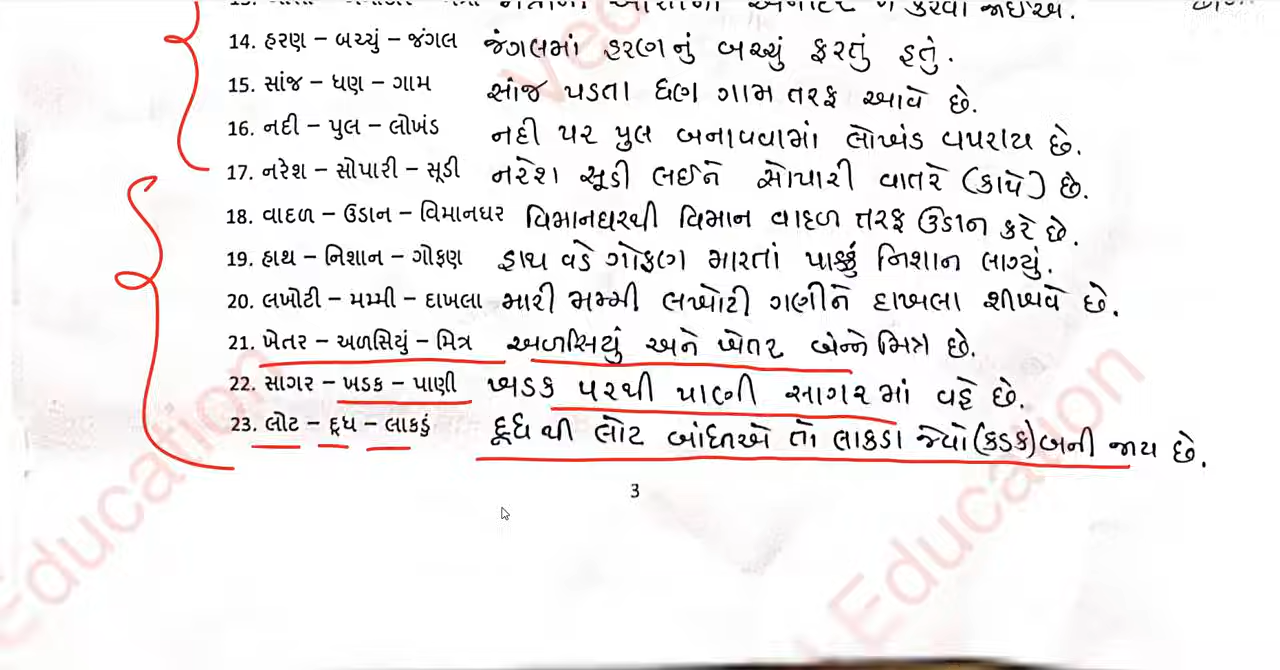 14. હરણ – બચ્ચું – જંગલ જંગલમાં હરણનું બચ્ચું ફરતું હતું.
15. સાંજ – ધણ – ગામ સાંજ પડતા ધણ ગામ તરફ આવે છે.
16. નદી – પુલ – લોખંડ નદી પર પુલ બનાવવામાં લોખંડ વપરાય છે.
17. નરેશ – સોપારી – સૂડી નરેશ સૂડી લઈને સોપારી વાતરે (કાપે) છે.
18. વાદળ – ઉડાન – વિમાનઘર વિમાનઘરથી વિમાન વાદળ તરફ ઉડાન કરે છે.
19. હાથ – નિશાન – ગોફણ હાથ વડે ગોફણ મારતાં પાક્કું નિશાન લાગ્યું.
20. લખોટી – મમ્મી – દાખલા મારી મમ્મી લખોટી ગણીને દાખલા શીખવે છે.
21. ખેતર – અળસિયું – મિત્ર અળસિયું અને ખેતર બેન્ને મિત્ર છે.
22. સાગર – ખડક – પાણી ખડક પરથી પાણી સાગરમાં વહે છે.
23. લોટ – દૂધ – લાકડું દૂધથી લોટ બાંધીએ તો લાકડા જેવો (કડક) બની જાય છે.
3
Education
Education